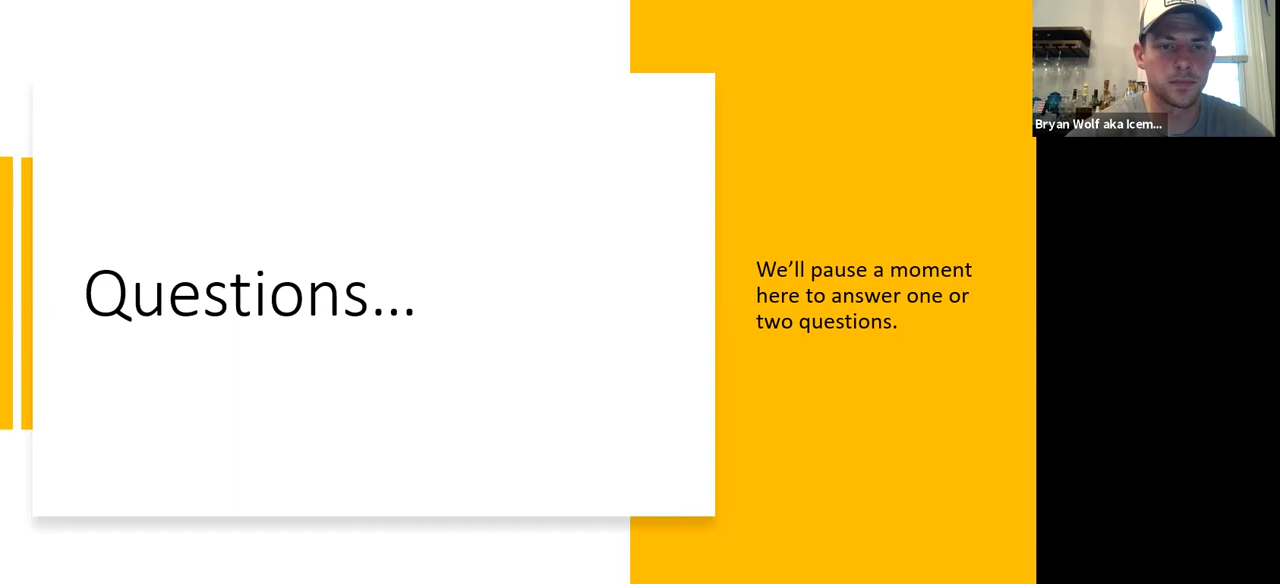 Questions...
We'll pause a moment
here to answer one or
two questions.
Bryan Wolf aka Icem...